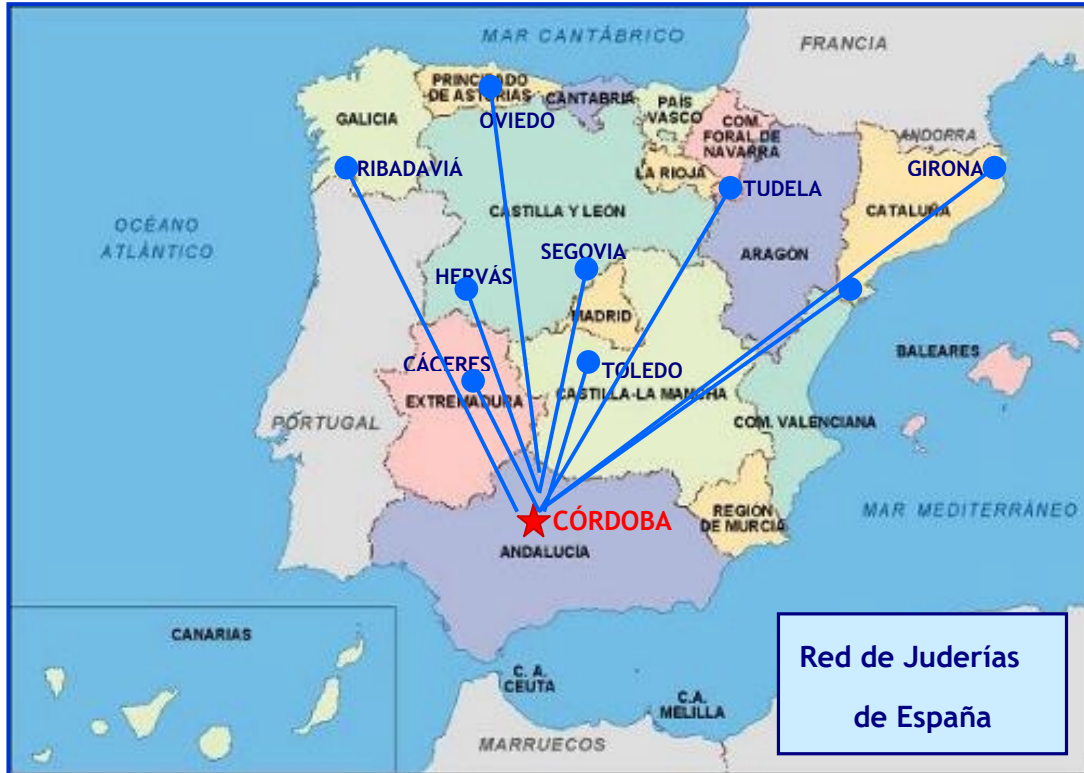 MAR CANTÁBRICO
FRANCIA
PRINCIPADO
DE ASTURIAS
CANTABRIA
PAÍS
VASCO
COM.
FORAL DE
NAVARRA
GALICIA
OVIEDO
ANDORRA
RIBADAVIÁ
LA RIOJA
TUDELA
GIRONA
CASTILLA Y LEÓN
CATALUÑA
OCÉANO
ATLÁNTICO
SEGOVIA
ARAGÓN
HERVÁS
MADRID
BALEARES
CÁCERES
TOLEDO
EXTREMADURA
CASTILLA-LA MANCHA
PORTUGAL
COM. VALENCIANA
CÓRDOBA
REGIÓN
DE MURCIA
MAR MEDITERRÁNEO
ANDALUCÍA
CANARIAS
C. A.
CEUTA
C.A.
MELILLA
MARRUECOS
Red de Juderías
de España